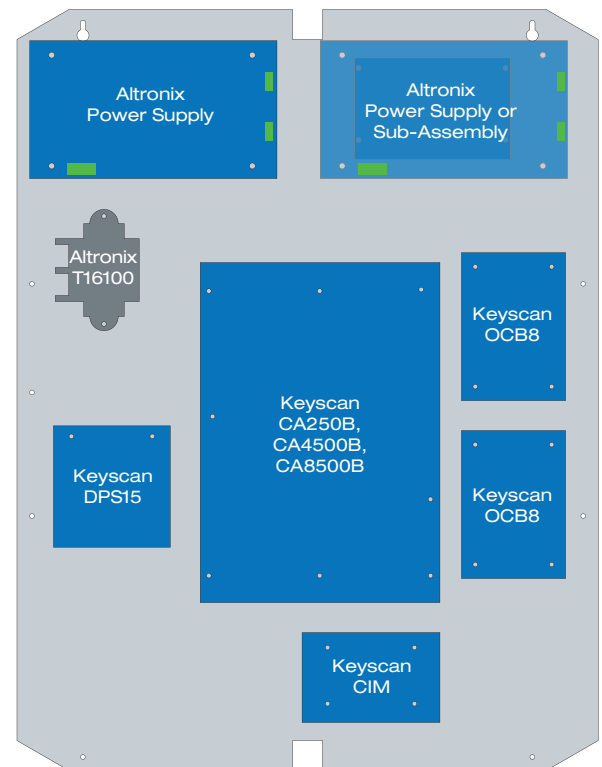 Altronix
Power Supply
Altronix
Power Supply or
Sub-Assembly
Altronix
T16100
Keyscan
OCB8
Keyscan
CA250B,
CA4500B,
CA8500B
Keyscan
DPS15
Keyscan
OCB8
Keyscan
CIM